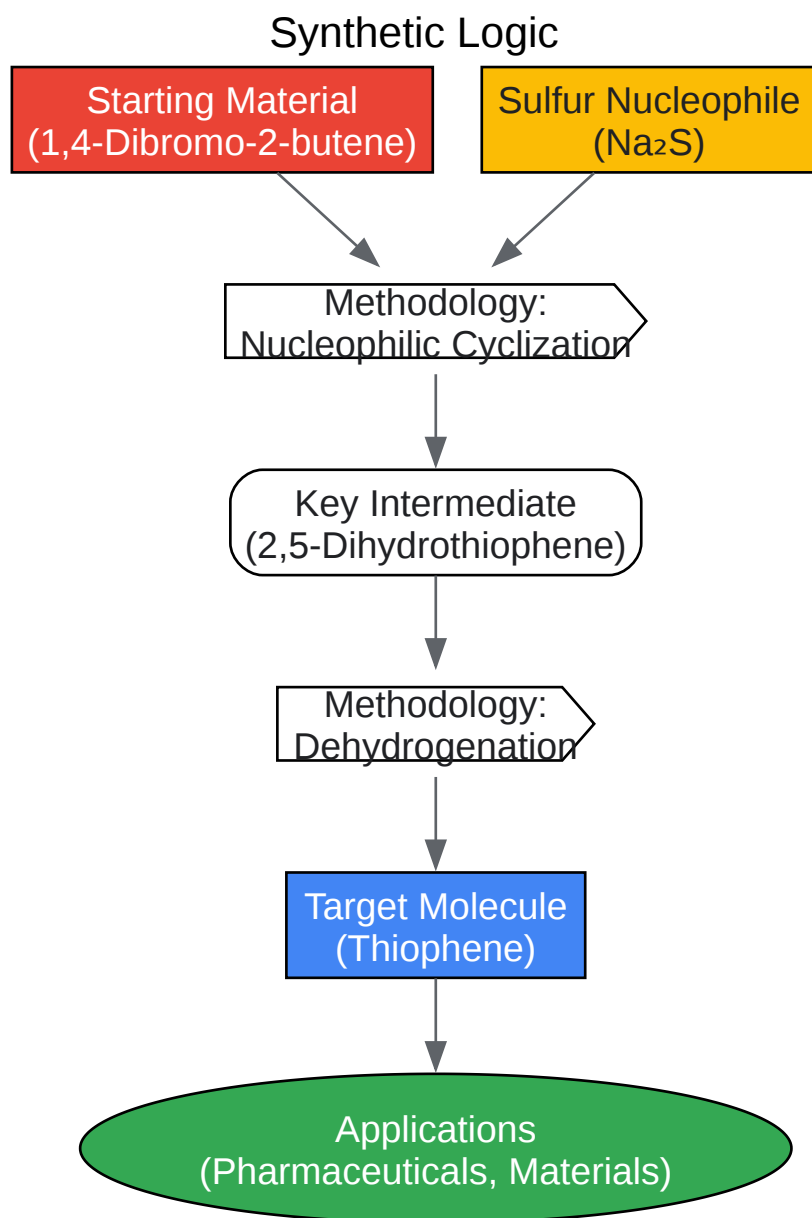 Synthetic Logic
Starting Material
(1,4-Dibromo-2-butene)
Sulfur Nucleophile
(Na₂S)
Methodology:
Nucleophilic Cyclization
Key Intermediate
(2,5-Dihydrothiophene)
Methodology:
Dehydrogenation
Target Molecule
(Thiophene)
Applications
(Pharmaceuticals, Materials)